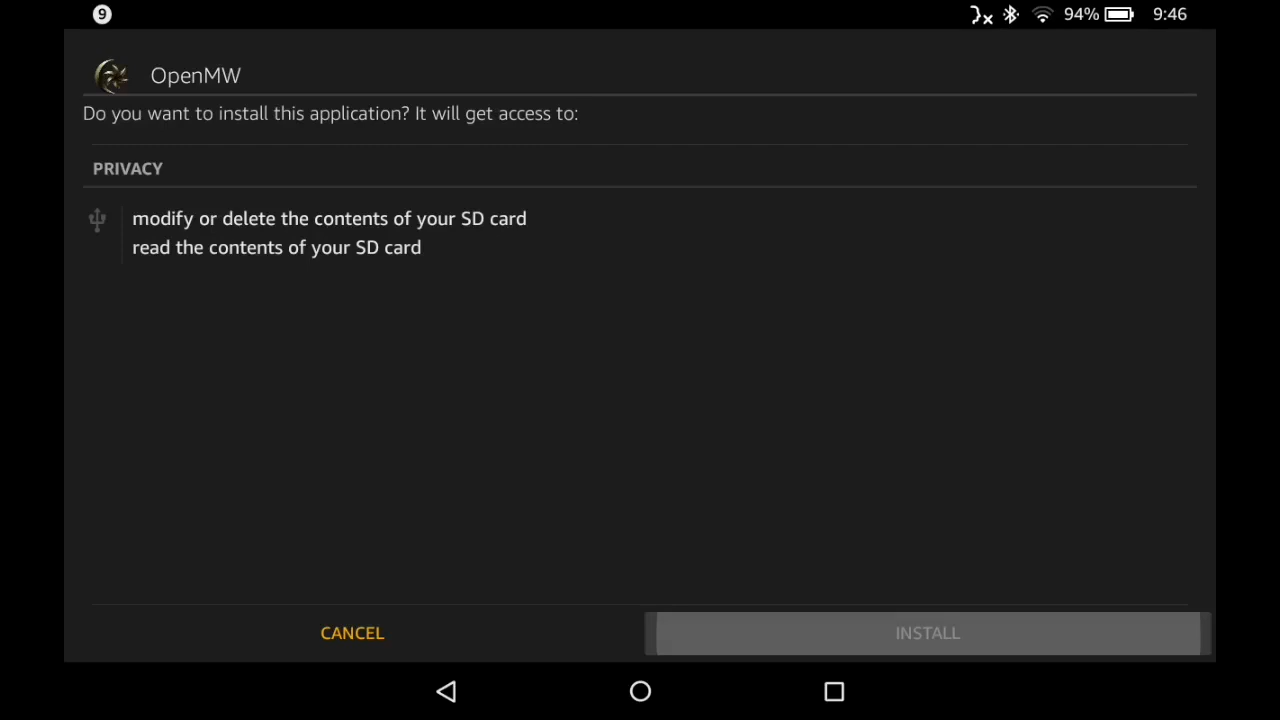 9
94% 9:46
OpenMW
Do you want to install this application? It will get access to:
PRIVACY
modify or delete the contents of your SD card
read the contents of your SD card
CANCEL INSTALL